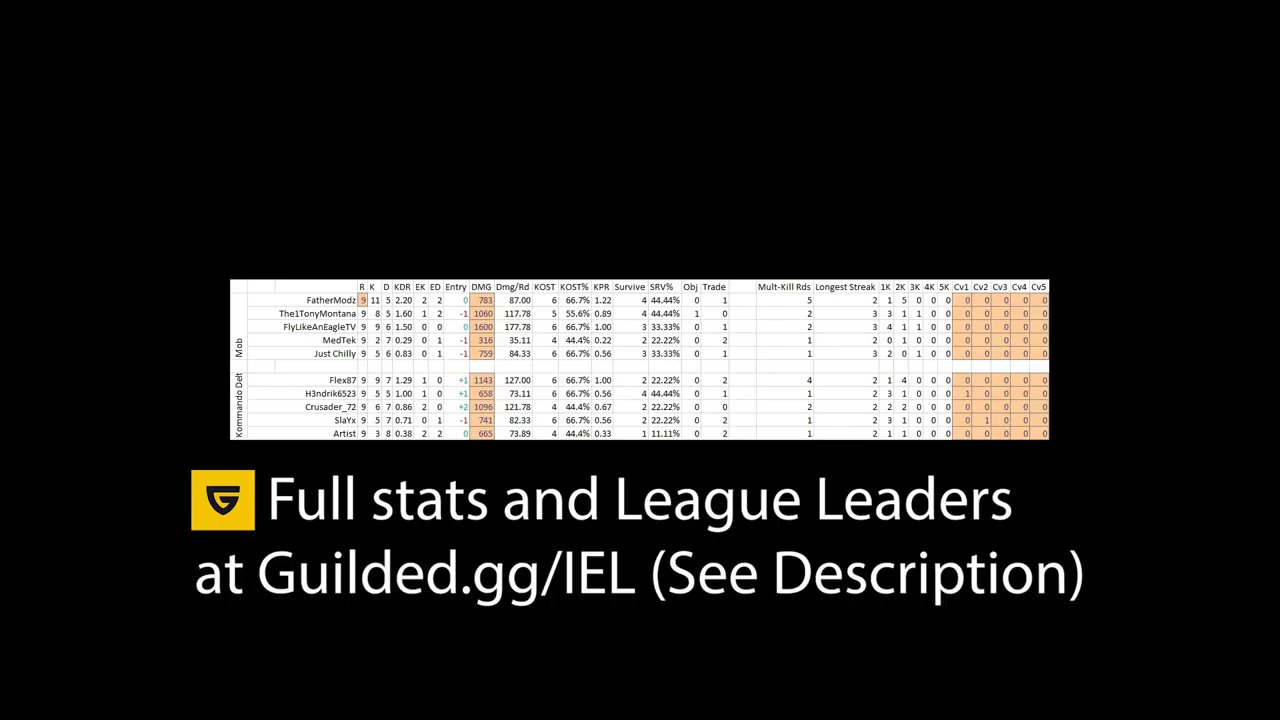 R K D KDR EK ED Entry DMG Dmg/Rd KOST KOST% KPR Survive SRV% Obj Trade Mult-Kill Rds Longest Streak 1K 2K 3K 4K 5K Cv1 Cv2 Cv3 Cv4 Cv5
Mob
FatherModz 9 11 5 2.20 2 2 0 783 87.00 6 66.7% 1.22 4 44.44% 0 1 5 2 1 5 0 0 0 0 0 0 0 0
The1TonyMontana 9 8 5 1.60 1 2 -1 1060 117.78 5 55.6% 0.89 4 44.44% 1 0 2 3 3 1 1 0 0 0 0 0 0 0
FlyLikeAnEagleTV 9 9 6 1.50 0 0 0 1600 177.78 6 66.7% 1.00 3 33.33% 0 1 2 3 4 1 1 0 0 0 0 0 0 0
MedTek 9 2 7 0.29 0 1 -1 316 35.11 4 44.4% 0.22 2 22.22% 0 2 1 2 0 1 0 0 0 0 0 0 0 0
Just Chilly 9 5 6 0.83 0 1 -1 759 84.33 6 66.7% 0.56 3 33.33% 0 1 1 3 2 0 1 0 0 0 0 0 0 0
Kommando Delt
Flex87 9 9 7 1.29 1 0 +1 1143 127.00 6 66.7% 1.00 2 22.22% 0 2 4 2 1 4 0 0 0 0 0 0 0 0
H3ndrik6523 9 5 5 1.00 1 0 +1 658 73.11 6 66.7% 0.56 4 44.44% 0 1 1 2 3 1 0 0 0 1 0 0 0 0
Crusader_72 9 6 7 0.86 2 0 +2 1096 121.78 4 44.4% 0.67 2 22.22% 0 0 2 2 2 2 0 0 0 0 0 0 0 0
SlaYx 9 5 7 0.71 0 1 -1 741 82.33 6 66.7% 0.56 2 22.22% 0 2 1 2 3 1 0 0 0 0 1 0 0 0
Artist 9 3 8 0.38 2 2 0 665 73.89 4 44.4% 0.33 1 11.11% 0 2 1 2 1 1 0 0 0 0 0 0 0 0
Full stats and League Leaders
at Guilded.gg/IEL (See Description)